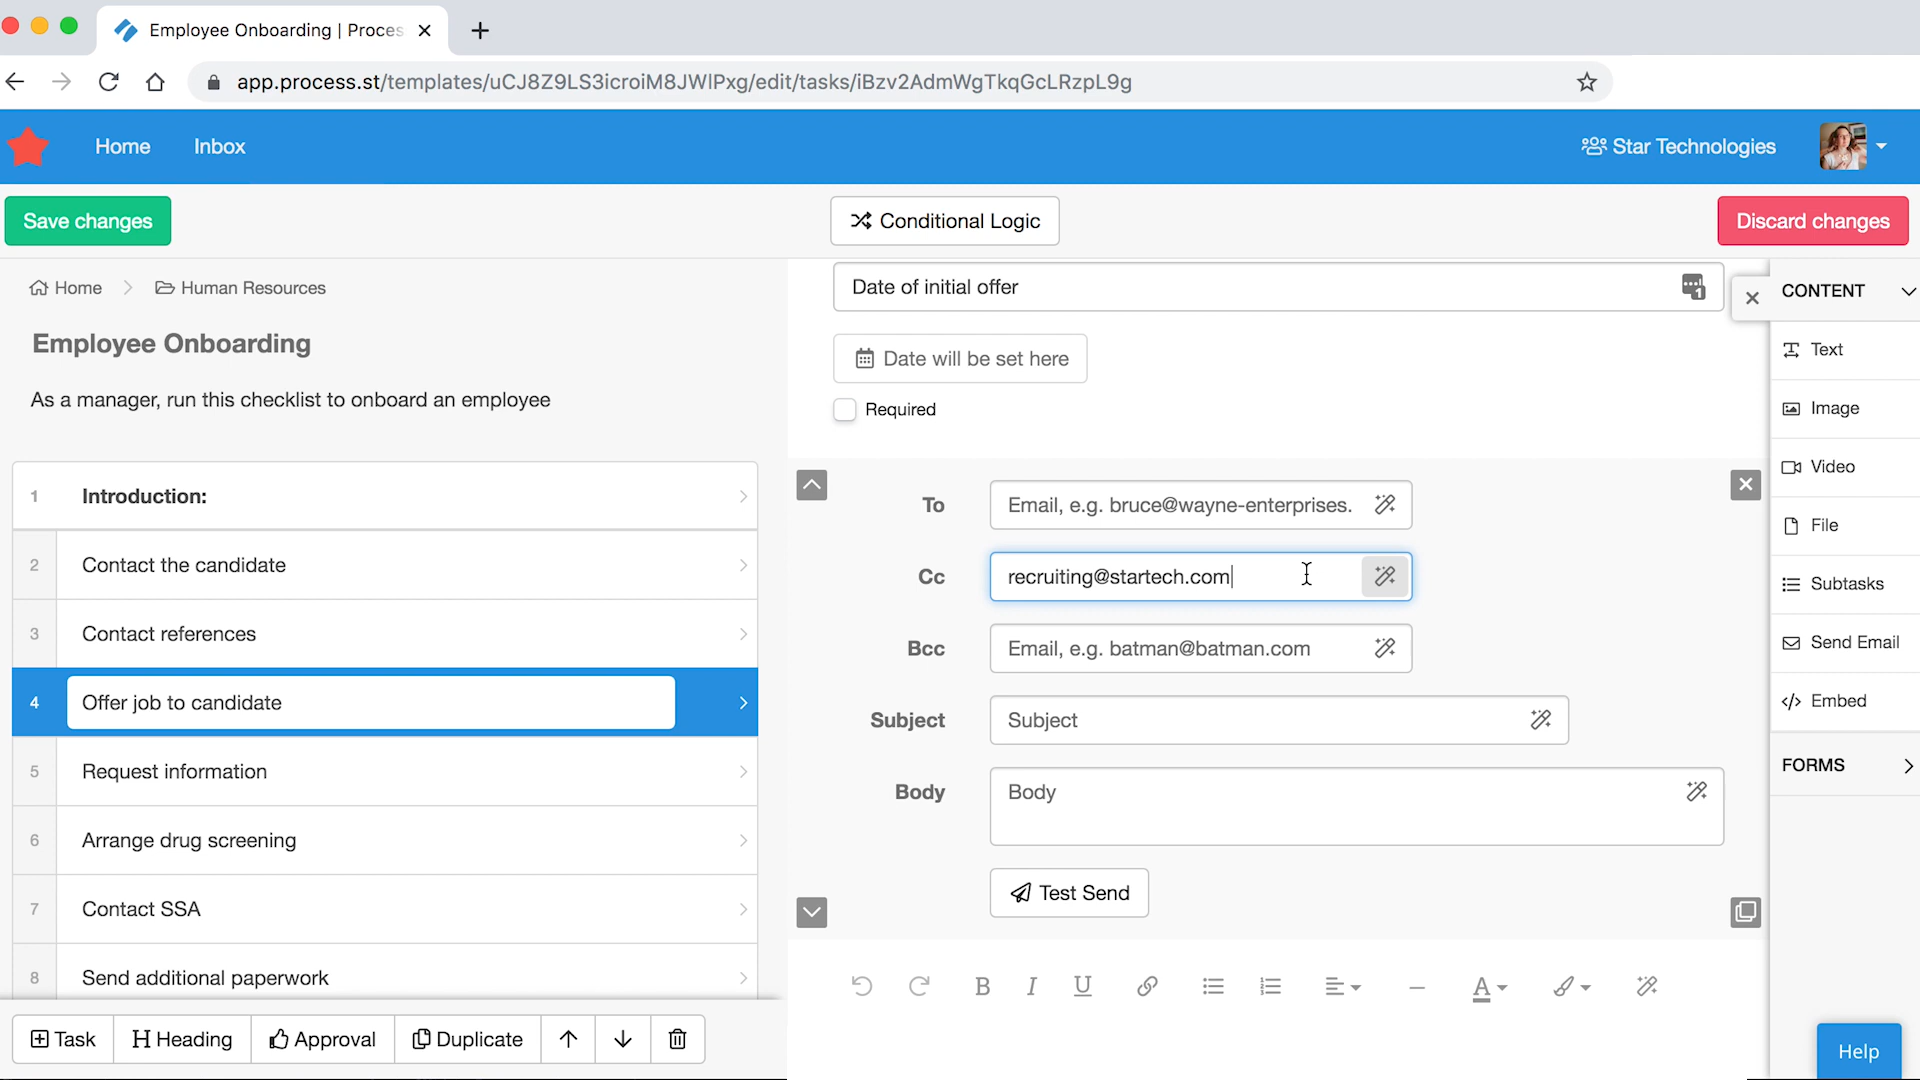 Employee Onboarding | Proces
app.process.st/templates/uCJ8Z9LS3icroiM8JWIPxg/edit/tasks/iBzv2AdmWgTkqGcLRzpL9g
Home
Inbox
Star Technologies
Save changes
Conditional Logic
Discard changes
Home
Human Resources
Employee Onboarding
As a manager, run this checklist to onboard an employee
1 Introduction:
2 Contact the candidate
3 Contact references
4 Offer job to candidate
5 Request information
6 Arrange drug screening
7 Contact SSA
8 Send additional paperwork
Task
H Heading
Approval
Duplicate
Date of initial offer
1
Date will be set here
Required
To Email, e.g. bruce@wayne-enterprises.
Cc recruiting@startech.com
Bcc Email, e.g. batman@batman.com
Subject Subject
Body Body
Test Send
B I U A
CONTENT
Text
Image
Video
File
Subtasks
Send Email
Embed
FORMS
Help